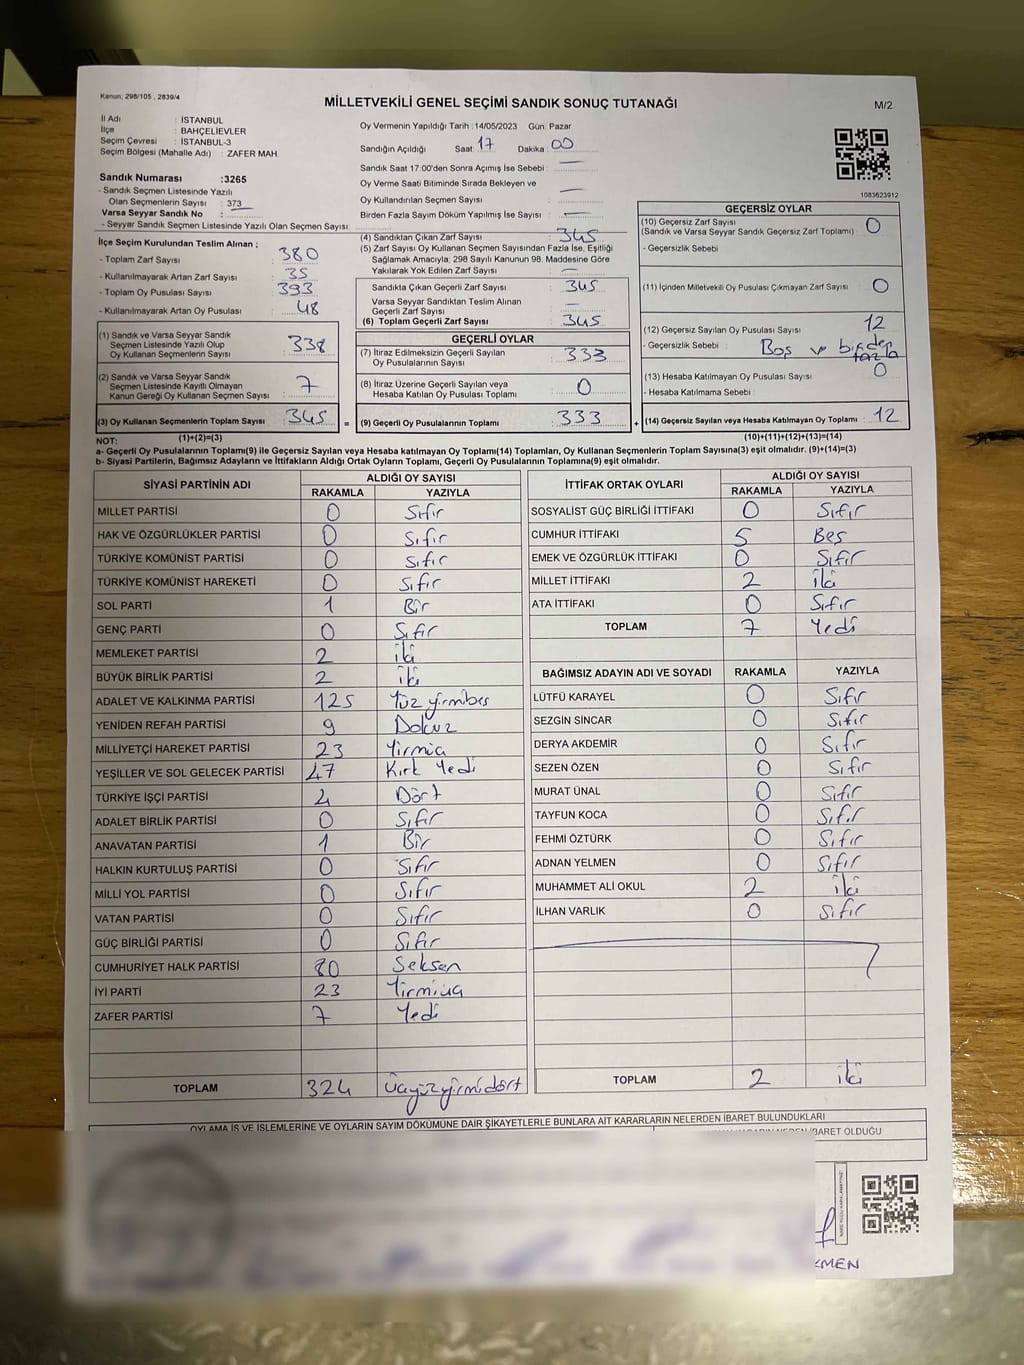 Kanun; 298/105 , 2839/4
MİLLETVEKİLİ GENEL SEÇİMİ SANDIK SONUÇ TUTANAĞI
M/2
İl Adı : İSTANBUL
İlçe : BAHÇELİEVLER
Seçim Çevresi : İSTANBUL-3
Seçim Bölgesi (Mahalle Adı) : ZAFER MAH.
Sandık Numarası :3265
- Sandık Seçmen Listesinde Yazılı
Olan Seçmenlerin Sayısı : 373
Varsa Seyyar Sandık No :
- Seyyar Sandık Seçmen Listesinde Yazılı Olan Seçmen Sayısı:
Oy Vermenin Yapıldığı Tarih :14/05/2023 Gün: Pazar
Sandığın Açıldığı Saat: 17 Dakika: 00
Sandık Saat 17:00'den Sonra Açımış İse Sebebi : —
Oy Verme Saati Bitiminde Sırada Bekleyen ve
Oy Kullandırılan Seçmen Sayısı : —
Birden Fazla Sayım Döküm Yapılmış İse Sayısı : —
1083623912
İlçe Seçim Kurulundan Teslim Alınan ;
- Toplam Zarf Sayısı : 380
- Kullanılmayarak Artan Zarf Sayısı : 35
- Toplam Oy Pusulası Sayısı : 393
- Kullanılmayarak Artan Oy Pusulası : 48
(1) Sandık ve Varsa Seyyar Sandık
Seçmen Listesinde Yazılı Olup
Oy Kullanan Seçmenlerin Sayısı : 338
(2) Sandık ve Varsa Seyyar Sandık
Seçmen Listesinde Kayıtlı Olmayan
Kanun Gereği Oy Kullanan Seçmen Sayısı : 7
(3) Oy Kullanan Seçmenlerin Toplam Sayısı : 345
(1)+(2)=(3)
(4) Sandıktan Çıkan Zarf Sayısı : 345
(5) Zarf Sayısı Oy Kullanan Seçmen Sayısından Fazla İse, Eşitliği
Sağlamak Amacıyla; 298 Sayılı Kanunun 98. Maddesine Göre
Yakılarak Yok Edilen Zarf Sayısı : —
Sandıkta Çıkan Geçerli Zarf Sayısı : 345
Varsa Seyyar Sandıktan Teslim Alınan
Geçerli Zarf Sayısı : —
(6) Toplam Geçerli Zarf Sayısı : 345
GEÇERLİ OYLAR
(7) İtiraz Edilmeksizin Geçerli Sayılan
Oy Pusulalarının Sayısı : 333
(8) İtiraz Üzerine Geçerli Sayılan veya
Hesaba Katılan Oy Pusulası Toplamı : 0
= (9) Geçerli Oy Pusulalarının Toplamı : 333
GEÇERSİZ OYLAR
(10) Geçersiz Zarf Sayısı : 0
(Sandık ve Varsa Seyyar Sandık Geçersiz Zarf Toplamı)
- Geçersizlik Sebebi :
(11) İçinden Milletvekili Oy Pusulası Çıkmayan Zarf Sayısı : 0
(12) Geçersiz Sayılan Oy Pusulası Sayısı : 12
- Geçersizlik Sebebi : Boş ve birden fazla
(13) Hesaba Katılmayan Oy Pusulası Sayısı : 0
- Hesaba Katılmama Sebebi :
+ (14) Geçersiz Sayılan veya Hesaba Katılmayan Oy Toplamı : 12
(10)+(11)+(12)+(13)=(14)
NOT:
a- Geçerli Oy Pusulalarının Toplamı(9) ile Geçersiz Sayılan veya Hesaba Katılmayan Oy Toplamı(14) Toplamları, Oy Kullanan Seçmenlerin Toplam Sayısına(3) eşit olmalıdır. (9)+(14)=(3)
b- Siyasi Partilerin, Bağımsız Adayların ve İttifakların Aldığı Ortak Oyların Toplamı, Geçerli Oy Pusulalarının Toplamına(9) eşit olmalıdır.
SİYASİ PARTİNİN ADI ALDIĞI OY SAYISI
RAKAMLA YAZIYLA
MİLLET PARTİSİ 0 Sıfır
HAK VE ÖZGÜRLÜKLER PARTİSİ 0 Sıfır
TÜRKİYE KOMÜNİST PARTİSİ 0 Sıfır
TÜRKİYE KOMÜNİST HAREKETİ 0 Sıfır
SOL PARTİ 1 Bir
GENÇ PARTİ 0 Sıfır
MEMLEKET PARTİSİ 2 iki
BÜYÜK BİRLİK PARTİSİ 2 iki
ADALET VE KALKINMA PARTİSİ 125 Yüz yirmibeş
YENİDEN REFAH PARTİSİ 9 Dokuz
MİLLİYETÇİ HAREKET PARTİSİ 23 Yirmiüç
YEŞİLLER VE SOL GELECEK PARTİSİ 47 Kırk Yedi
TÜRKİYE İŞÇİ PARTİSİ 4 Dört
ADALET BİRLİK PARTİSİ 0 Sıfır
ANAVATAN PARTİSİ 1 Bir
HALKIN KURTULUŞ PARTİSİ 0 Sıfır
MİLLİ YOL PARTİSİ 0 Sıfır
VATAN PARTİSİ 0 Sıfır
GÜÇ BİRLİĞİ PARTİSİ 0 Sıfır
CUMHURİYET HALK PARTİSİ 80 Seksen
İYİ PARTİ 23 Yirmiüç
ZAFER PARTİSİ 7 Yedi
TOPLAM 324 üçyüzyirmidört
İTTİFAK ORTAK OYLARI ALDIĞI OY SAYISI
RAKAMLA YAZIYLA
SOSYALİST GÜÇ BİRLİĞİ İTTİFAKI 0 Sıfır
CUMHUR İTTİFAKI 5 Beş
EMEK VE ÖZGÜRLÜK İTTİFAKI 0 Sıfır
MİLLET İTTİFAKI 2 iki
ATA İTTİFAKI 0 Sıfır
TOPLAM 7 Yedi
BAĞIMSIZ ADAYIN ADI VE SOYADI RAKAMLA YAZIYLA
LÜTFÜ KARAYEL 0 Sıfır
SEZGİN SİNCAR 0 Sıfır
DERYA AKDEMİR 0 Sıfır
SEZEN ÖZEN 0 Sıfır
MURAT ÜNAL 0 Sıfır
TAYFUN KOCA 0 Sıfır
FEHMİ ÖZTÜRK 0 Sıfır
ADNAN YELMEN 0 Sıfır
MUHAMMET ALİ OKUL 2 iki
İLHAN VARLIK 0 Sıfır
TOPLAM 2 iki
OYLAMA İŞ VE İŞLEMLERİNE VE OYLARIN SAYIM DÖKÜMÜNE DAİR ŞİKAYETLERLE BUNLARA AİT KARARLARIN NELERDEN İBARET BULUNDUKLARI
İBARET OLDUĞU